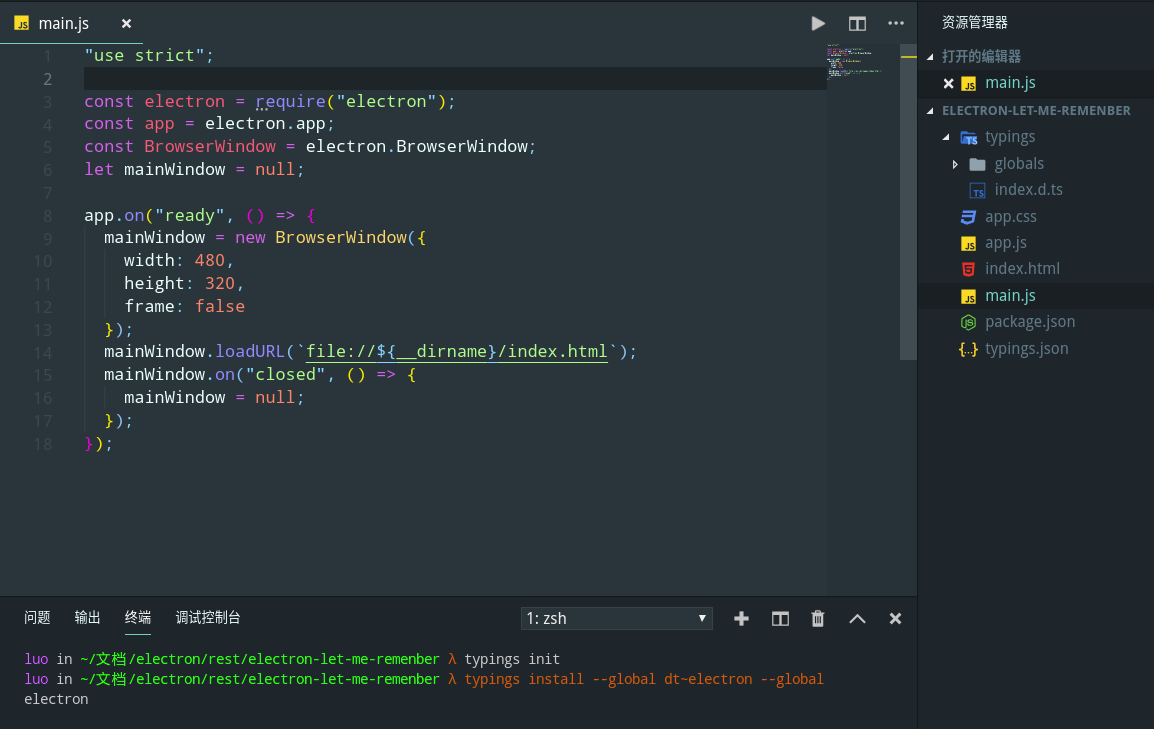 main.js
1 "use strict";
2
3 const electron = require("electron");
4 const app = electron.app;
5 const BrowserWindow = electron.BrowserWindow;
6 let mainWindow = null;
7
8 app.on("ready", () => {
9 mainWindow = new BrowserWindow({
10 width: 480,
11 height: 320,
12 frame: false
13 });
14 mainWindow.loadURL(`file://${__dirname}/index.html`);
15 mainWindow.on("closed", () => {
16 mainWindow = null;
17 });
18 });
问题 输出 终端 调试控制台 1: zsh
luo in ~/文档/electron/rest/electron-let-me-remenber λ typings init
luo in ~/文档/electron/rest/electron-let-me-remenber λ typings install --global dt~electron --global
electron
资源管理器
打开的编辑器
main.js
ELECTRON-LET-ME-REMENBER
typings
globals
index.d.ts
app.css
app.js
index.html
main.js
package.json
typings.json